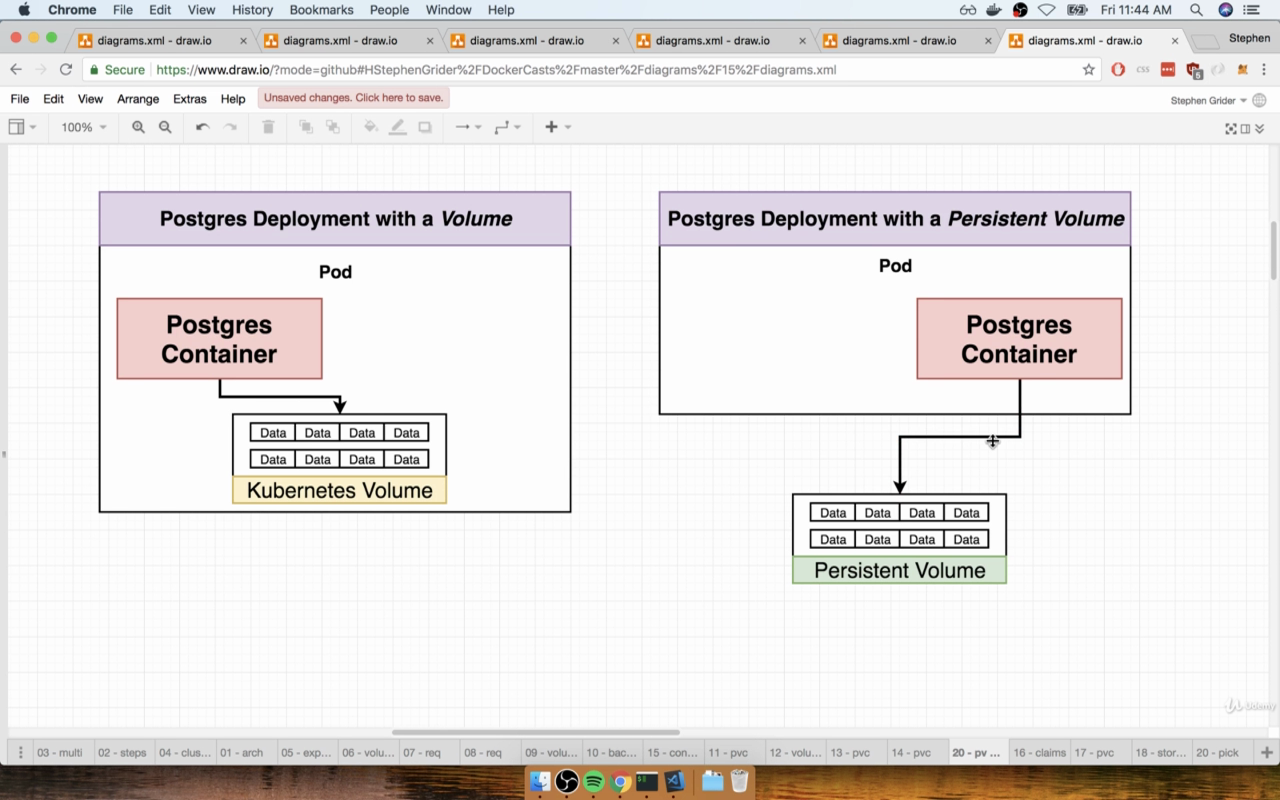 Chrome File Edit View History Bookmarks People Window Help Fri 11:44 AM
diagrams.xml - draw.io diagrams.xml - draw.io diagrams.xml - draw.io diagrams.xml - draw.io diagrams.xml - draw.io diagrams.xml - draw.io Stephen
Secure https://www.draw.io/?mode=github#HStephenGrider%2FDockerCasts%2Fmaster%2Fdiagrams%2F15%2Fdiagrams.xml CSS 5
File Edit View Arrange Extras Help Unsaved changes. Click here to save. Stephen Grider
100%
Postgres Deployment with a Volume
Pod
Postgres
Container
Data Data Data Data
Data Data Data Data
Kubernetes Volume
Postgres Deployment with a Persistent Volume
Pod
Postgres
Container
Data Data Data Data
Data Data Data Data
Persistent Volume
Udemy
03 - multi 02 - steps 04 - clus... 01 - arch 05 - exp... 06 - volu... 07 - req 08 - req 09 - volu... 10 - bac... 15 - con... 11 - pvc 12 - volu... 13 - pvc 14 - pvc 20 - pv ... 16 - claims 17 - pvc 18 - stor... 20 - pick